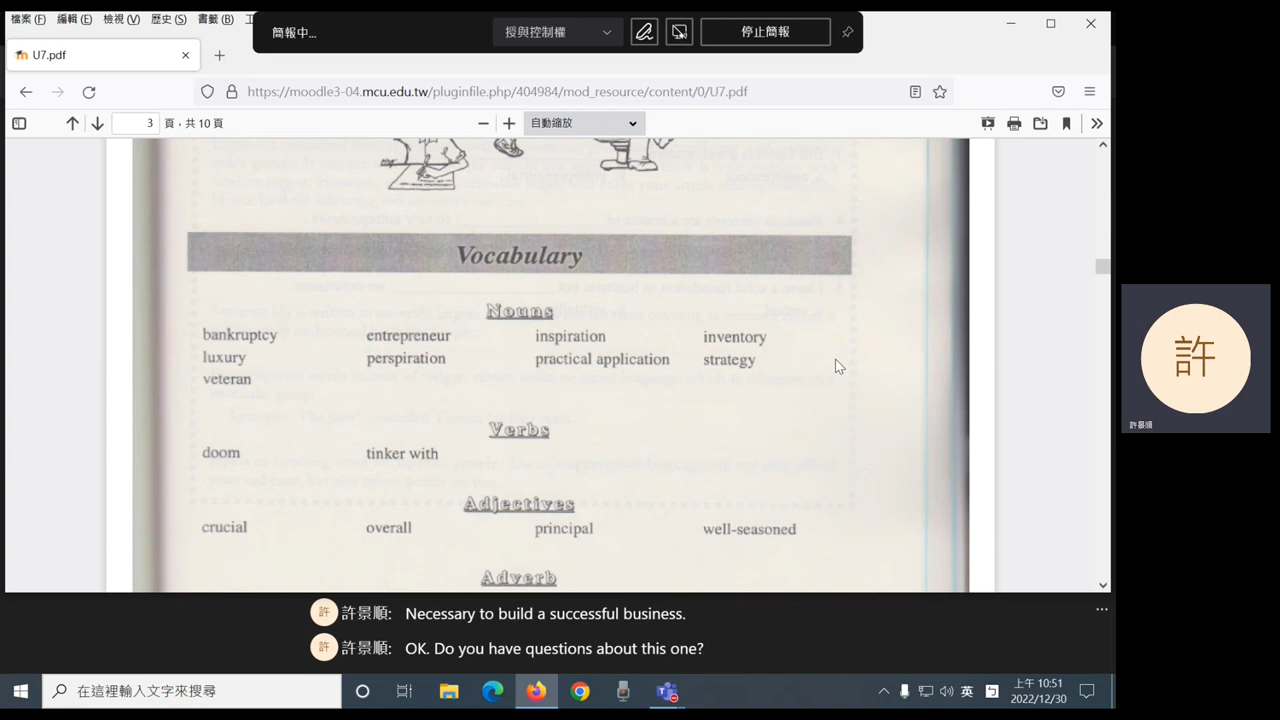 檔案(F) 編輯(E) 檢視(V) 歷史(S) 書籤(B)
簡報中...
授與控制權
停止簡報
U7.pdf
https://moodle3-04.mcu.edu.tw/pluginfile.php/404984/mod_resource/content/0/U7.pdf
3 頁，共 10 頁
自動縮放
Vocabulary
Nouns
bankruptcy entrepreneur inspiration inventory
luxury perspiration practical application strategy
veteran
Verbs
doom tinker with
Adjectives
crucial overall principal well-seasoned
Adverb
許
許景順
許 許景順: Necessary to build a successful business.
許 許景順: OK. Do you have questions about this one?
在這裡輸入文字來搜尋
英
上午 10:51
2022/12/30